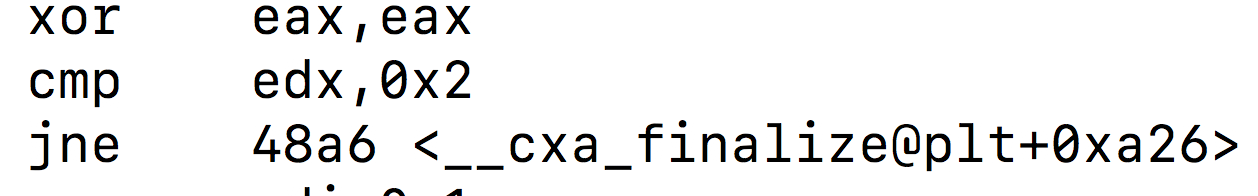 xor eax,eax
cmp edx,0x2
jne 48a6 <__cxa_finalize@plt+0xa26>